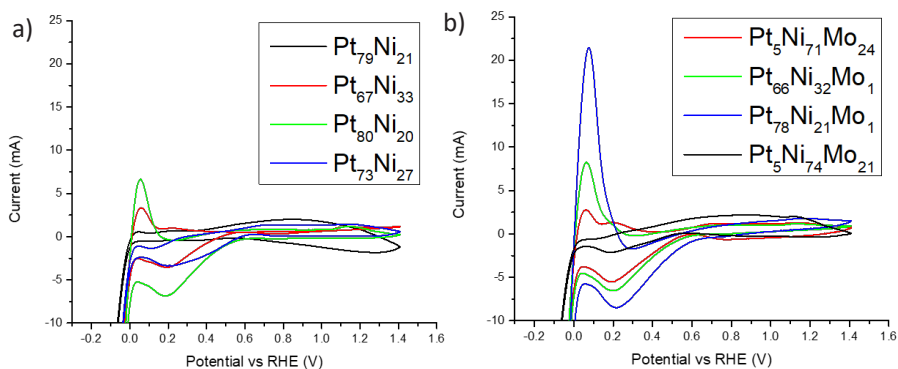 a)
Pt79Ni21
Pt67Ni33
Pt80Ni20
Pt73Ni27
Current (mA)
25
20
15
10
5
0
-5
-10
-0.2 0.0 0.2 0.4 0.6 0.8 1.0 1.2 1.4 1.6
Potential vs RHE (V)
b)
Pt5Ni71Mo24
Pt66Ni32Mo1
Pt78Ni21Mo1
Pt5Ni74Mo21
Current (mA)
25
20
15
10
5
0
-5
-10
-0.2 0.0 0.2 0.4 0.6 0.8 1.0 1.2 1.4 1.6
Potential vs RHE (V)